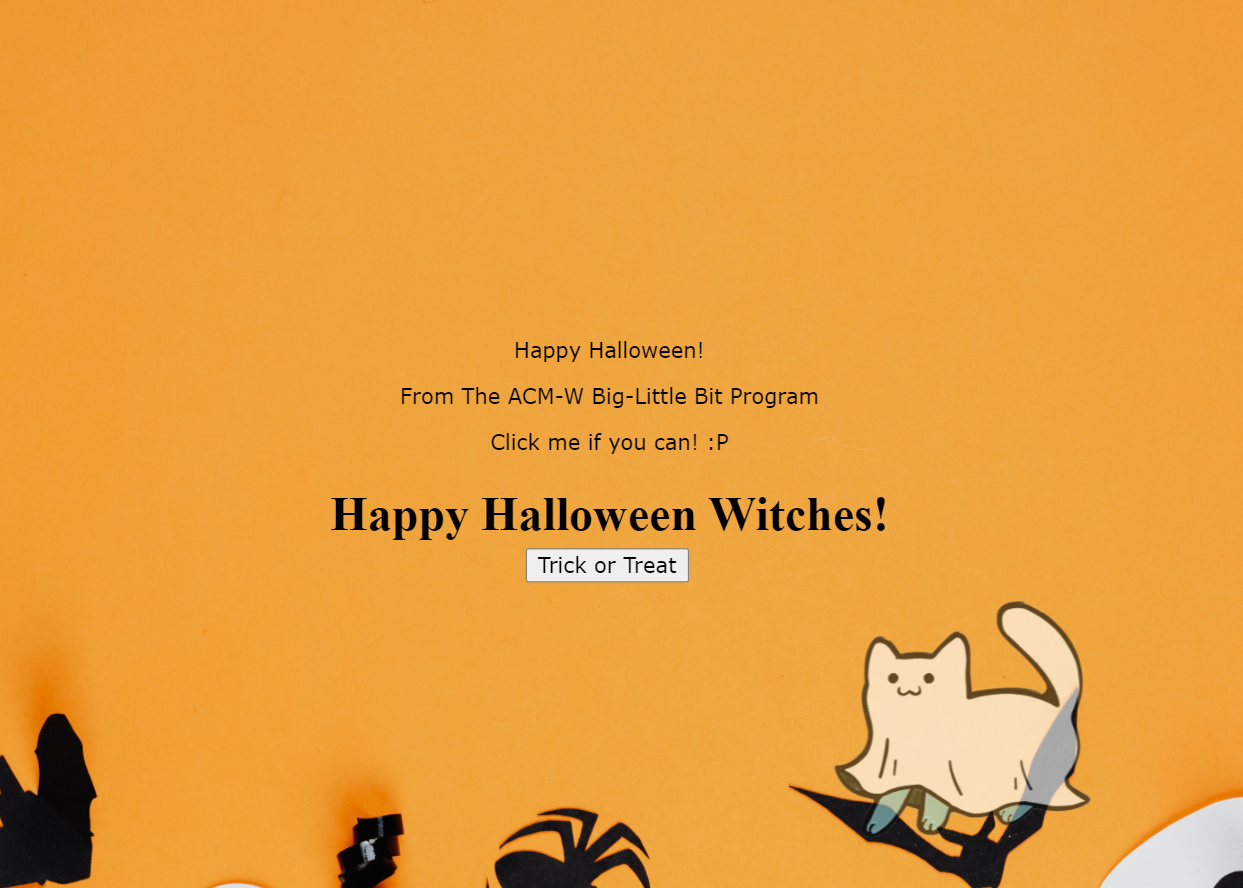 Happy Halloween!
From The ACM-W Big-Little Bit Program
Click me if you can! :P
Happy Halloween Witches!
Trick or Treat